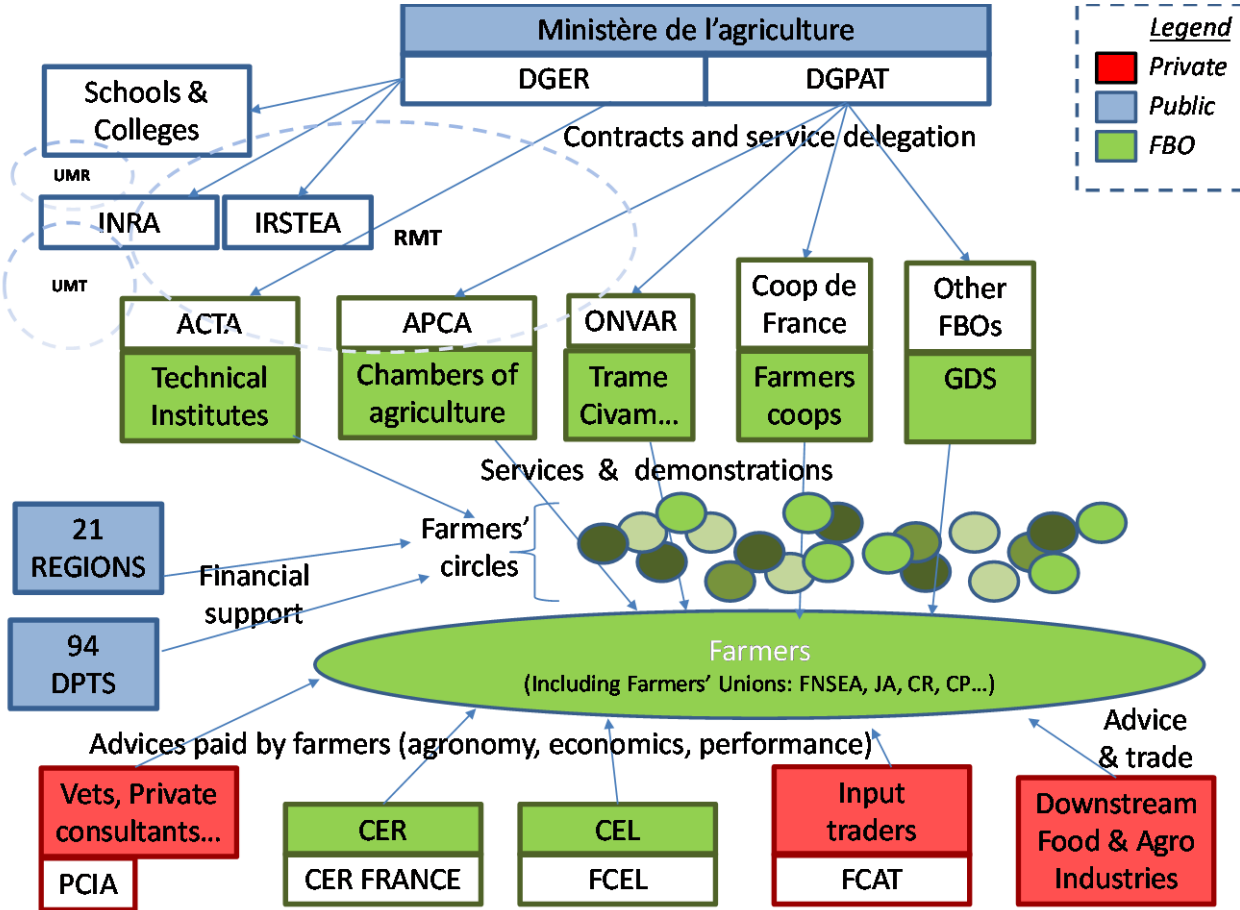 Ministère de l'agriculture
DGER
DGPAT
Legend
Private
Public
FBO
Schools &
Colleges
Contracts and service delegation
UMR
INRA
IRSTEA
RMT
UMT
ACTA
APCA
ONVAR
Coop de
France
Other
FBOs
Technical
Institutes
Chambers of
agriculture
Trame
Civam...
Farmers
coops
GDS
Services & demonstrations
21
REGIONS
Farmers'
circles
Financial
support
94
DPTS
Farmers
(Including Farmers' Unions: FNSEA, JA, CR, CP...)
Advices paid by farmers (agronomy, economics, performance)
Advice
& trade
Vets, Private
consultants...
PCIA
CER
CER FRANCE
CEL
FCEL
Input
traders
FCAT
Downstream
Food & Agro
Industries